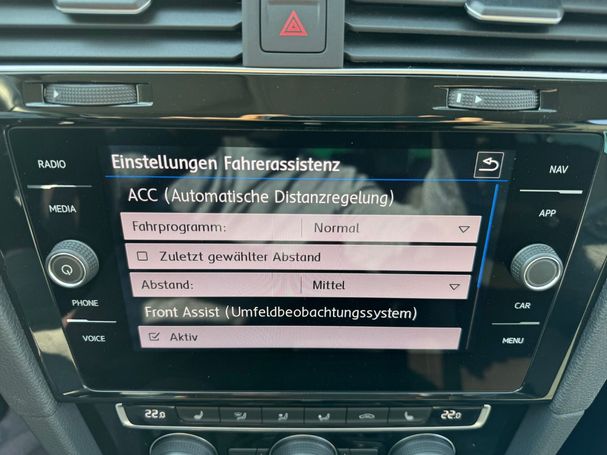 RADIO
MEDIA
PHONE
VOICE
Einstellungen Fahrerassistenz
ACC (Automatische Distanzregelung)
Fahrprogramm: Normal
Zuletzt gewählter Abstand
Abstand: Mittel
Front Assist (Umfeldbeobachtungssystem)
Aktiv
NAV
APP
CAR
MENU
22.0 22.0